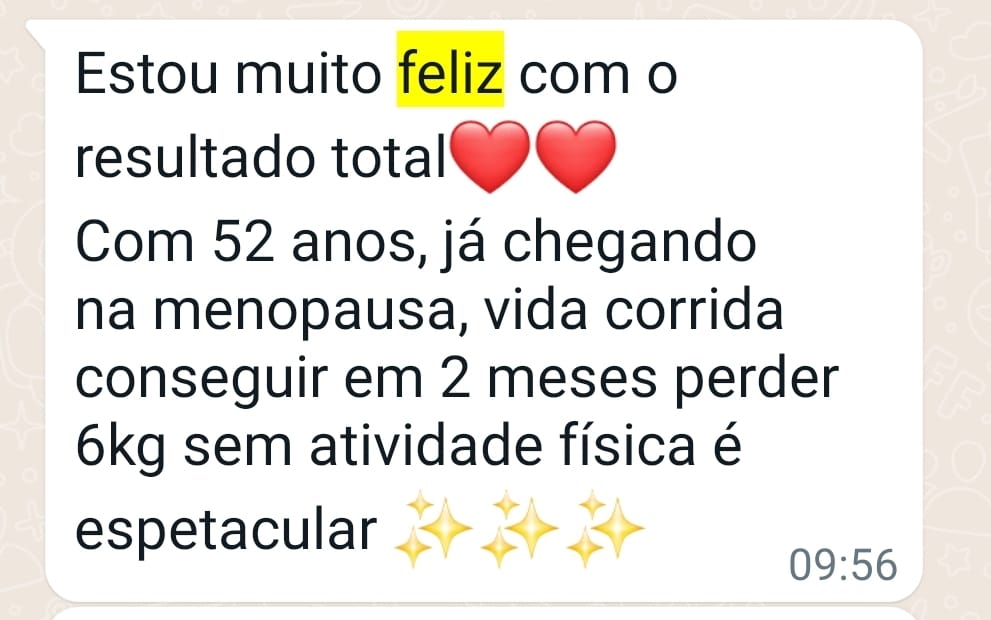 Estou muito feliz com o
resultado total❤️❤️
Com 52 anos, já chegando
na menopausa, vida corrida
conseguir em 2 meses perder
6kg sem atividade física é
espetacular ✨✨✨
09:56